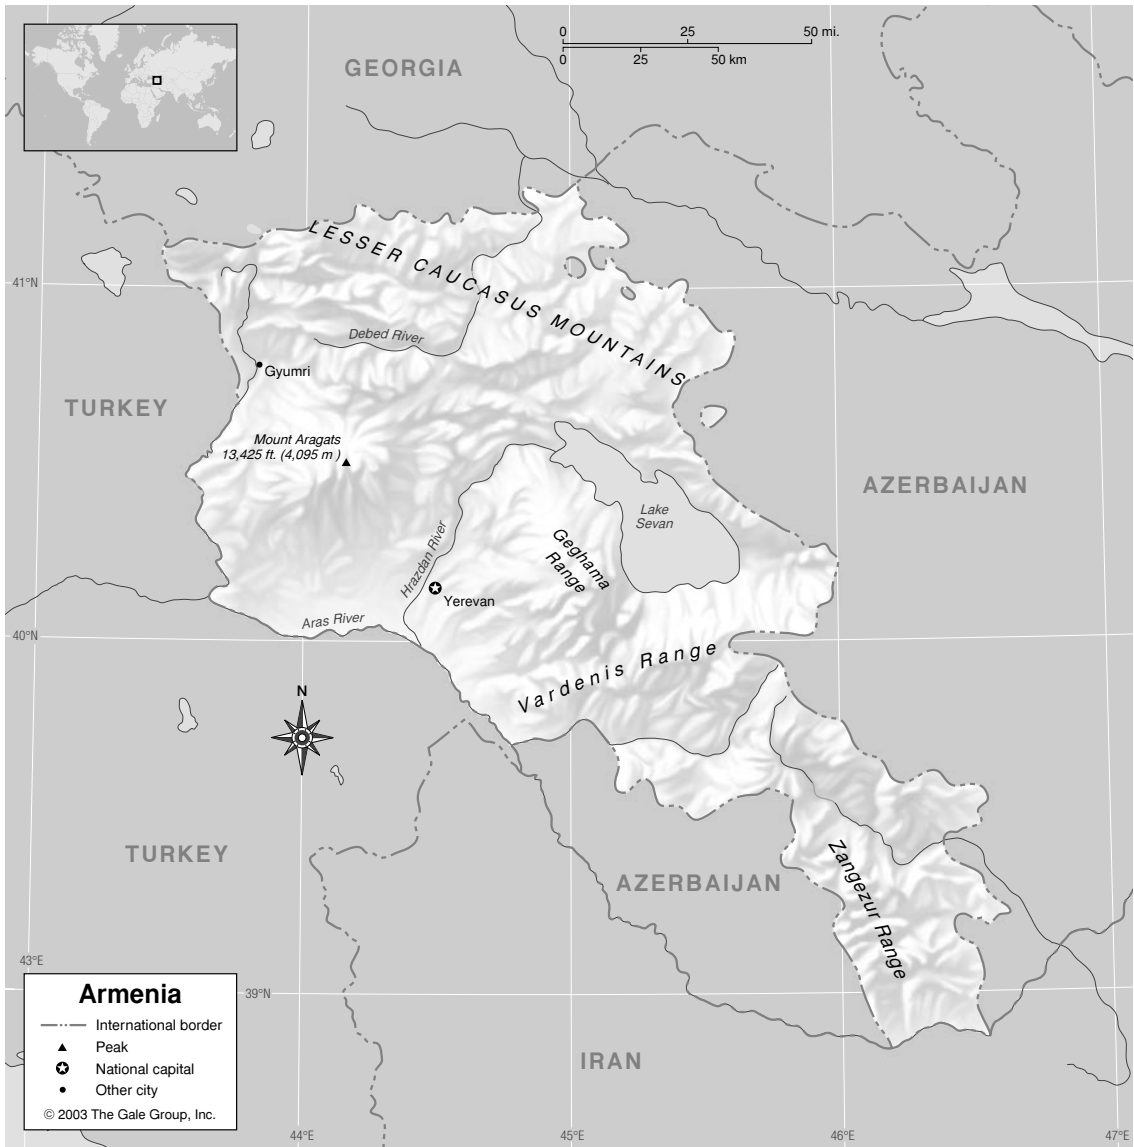 0 25 50 mi.
0 25 50 km
GEORGIA
LESSER CAUCASUS MOUNTAINS
41°N
Debed River
Gyumri
TURKEY
Mount Aragats
13,425 ft. (4,095 m )
AZERBAIJAN
Lake
Sevan
Geghama
Range
Hrazdan River
Yerevan
Aras River
40°N
Vardenis Range
N
TURKEY
AZERBAIJAN
Zangezur Range
43°E
39°N
Armenia
International border
Peak
National capital
Other city
© 2003 The Gale Group, Inc.
IRAN
44°E
45°E
46°E
47°E